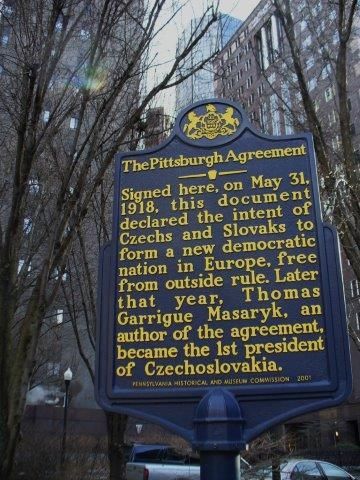 The Pittsburgh Agreement
Signed here, on May 31,
1918, this document
declared the intent of
Czechs and Slovaks to
form a new democratic
nation in Europe, free
from outside rule. Later
that year, Thomas
Garrigue Masaryk, an
author of the agreement,
became the 1st president
of Czechoslovakia.
PENNSYLVANIA HISTORICAL AND MUSEUM COMMISSION 2001